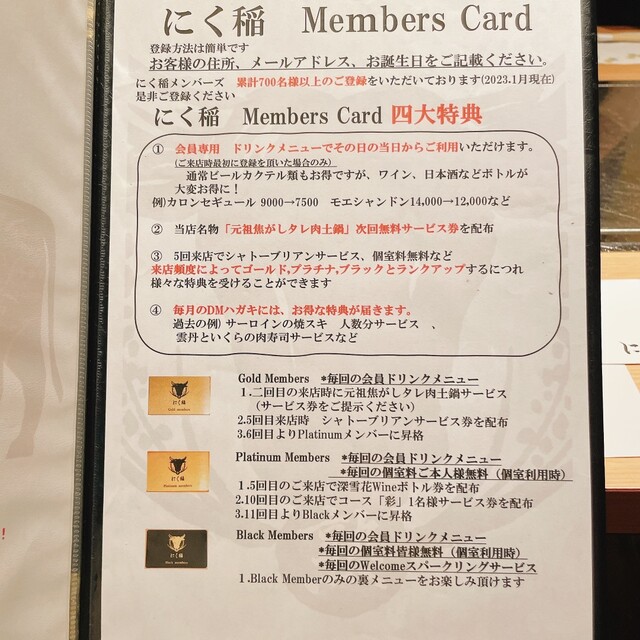 にく稲 Members Card
登録方法は簡単です
お客様の住所、メールアドレス、お誕生日をご記載ください。
にく稲メンバーズ 累計700名様以上のご登録をいただいております(2023.1月現在)
是非ご登録ください
にく稲 Members Card 四大特典
① 会員専用 ドリンクメニューでその日の当日からご利用いただけます。
(ご来店時最初に登録を頂いた場合のみ)
通常ビールカクテル類もお得ですが、ワイン、日本酒などボトルが
大変お得に！
例)カロンセギュール 9000→7500 モエシャンドン14,000→12,000など
② 当店名物「元祖焦がしタレ肉土鍋」次回無料サービス券を配布
③ 5回来店でシャトーブリアンサービス、個室料無料など
来店頻度によってゴールド,プラチナ,ブラックとランクアップするにつれ
様々な特典を受けることができます
④ 毎月のDMハガキには、お得な特典が届きます。
過去の例) サーロインの焼スキ 人数分サービス 、
雲丹といくらの肉寿司サービスなど
にく稲
Gold members
Gold Members *毎回の会員ドリンクメニュー
1.二回目の来店時に元祖焦がしタレ肉土鍋サービス
（サービス券をご提示ください）
2.5回目来店時 シャトーブリアンサービス券を配布
3.6回目よりPlatinumメンバーに昇格
にく稲
Platinum members
Platinum Members *毎回の会員ドリンクメニュー
*毎回の個室料ご本人様無料（個室利用時）
1.5回目のご来店で深雪花Wineボトル券を配布
2.10回目のご来店でコース「彩」1名様サービス券を配布
3.11回目よりBlackメンバーに昇格
にく稲
Black members
Black Members *毎回の会員ドリンクメニュー
*毎回の個室料皆様無料（個室利用時）
*毎回のWelcomeスパークリングサービス
1.Black Memberのみの裏メニューをお楽しみ頂けます
!
に